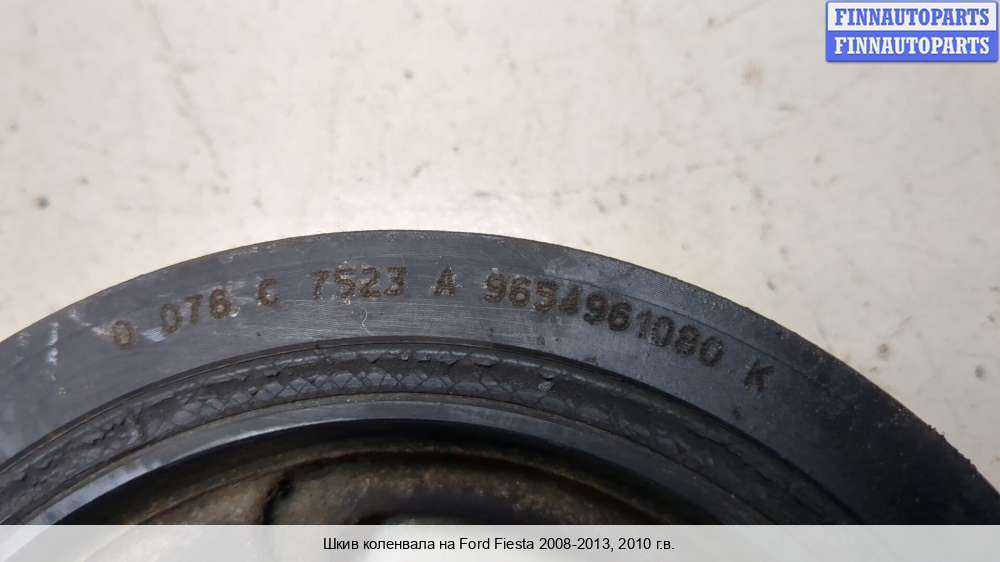 FINNAUTOPARTS
FINNAUTOPARTS
0 078 C 7523 A 9654961080 K
Шкив коленвала на Ford Fiesta 2008-2013, 2010 г.в.